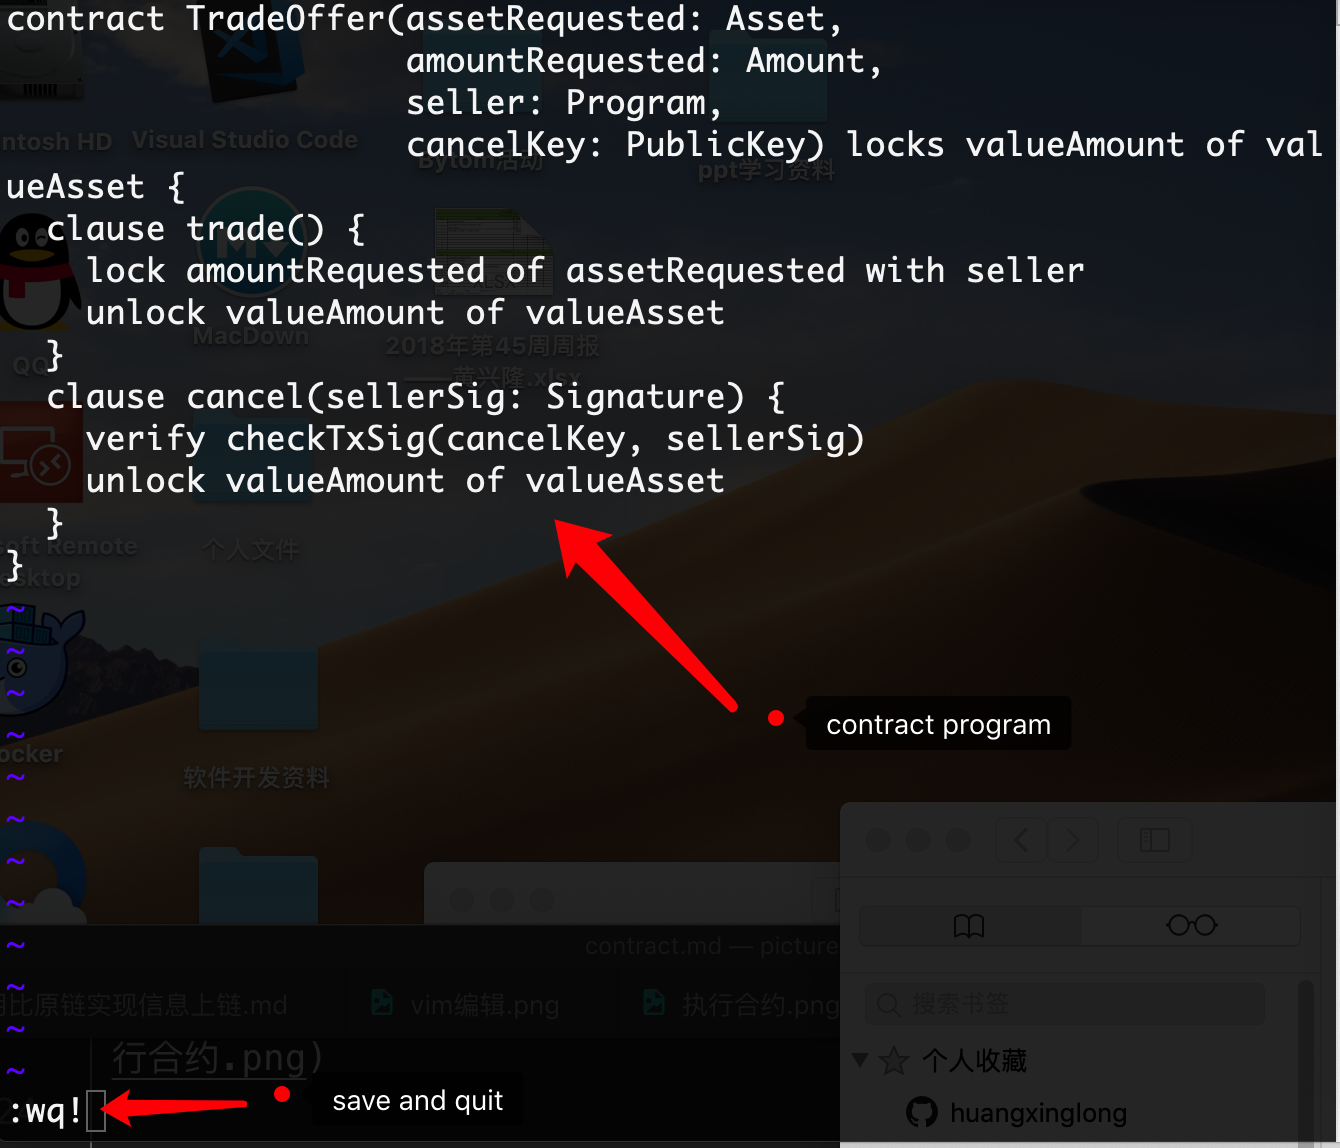 contract TradeOffer(assetRequested: Asset,
amountRequested: Amount,
seller: Program,
cancelKey: PublicKey) locks valueAmount of val
ueAsset {
clause trade() {
lock amountRequested of assetRequested with seller
unlock valueAmount of valueAsset
}
clause cancel(sellerSig: Signature) {
verify checkTxSig(cancelKey, sellerSig)
unlock valueAmount of valueAsset
}
}
~
~
~
~
~
~
~
~
~
~
~
~
:wq!
contract program
save and quit
ntosh HD
Visual Studio Code
Bytom活动
ppt学习资料
XLSX
MacDown
2018年第45周周报
——黄兴隆.xlsx
QQ
soft Remote
esktop
个人文件
ocker
软件开发资料
contract.md — picture
用比原链实现信息上链.md
vim编辑.png
执行合约.png
行合约.png)
搜索书签
个人收藏
huangxinglong